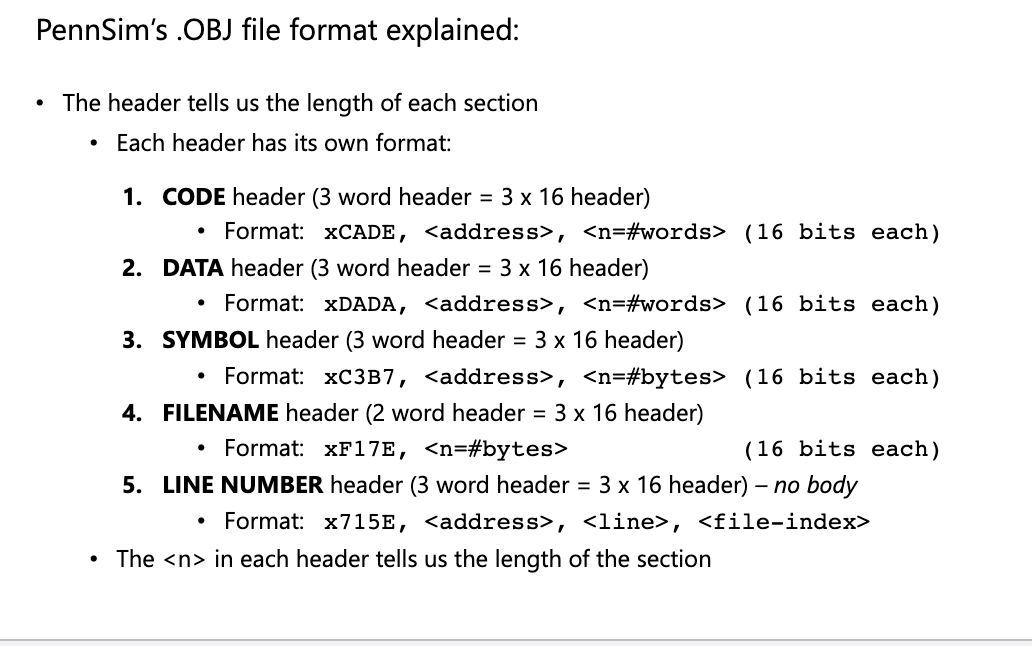 PennSim’s .OBJ file format explained:
• The header tells us the length of each section
• Each header has its own format:
1. CODE header (3 word header = 3 x 16 header)
• Format: xCADE, <address>, <n=#words> (16 bits each)
2. DATA header (3 word header = 3 x 16 header)
• Format: xDADA, <address>, <n=#words> (16 bits each)
3. SYMBOL header (3 word header = 3 x 16 header)
• Format: xC3B7, <address>, <n=#bytes> (16 bits each)
4. FILENAME header (2 word header = 3 x 16 header)
• Format: xF17E, <n=#bytes> (16 bits each)
5. LINE NUMBER header (3 word header = 3 x 16 header) – no body
• Format: x715E, <address>, <line>, <file-index>
• The <n> in each header tells us the length of the section